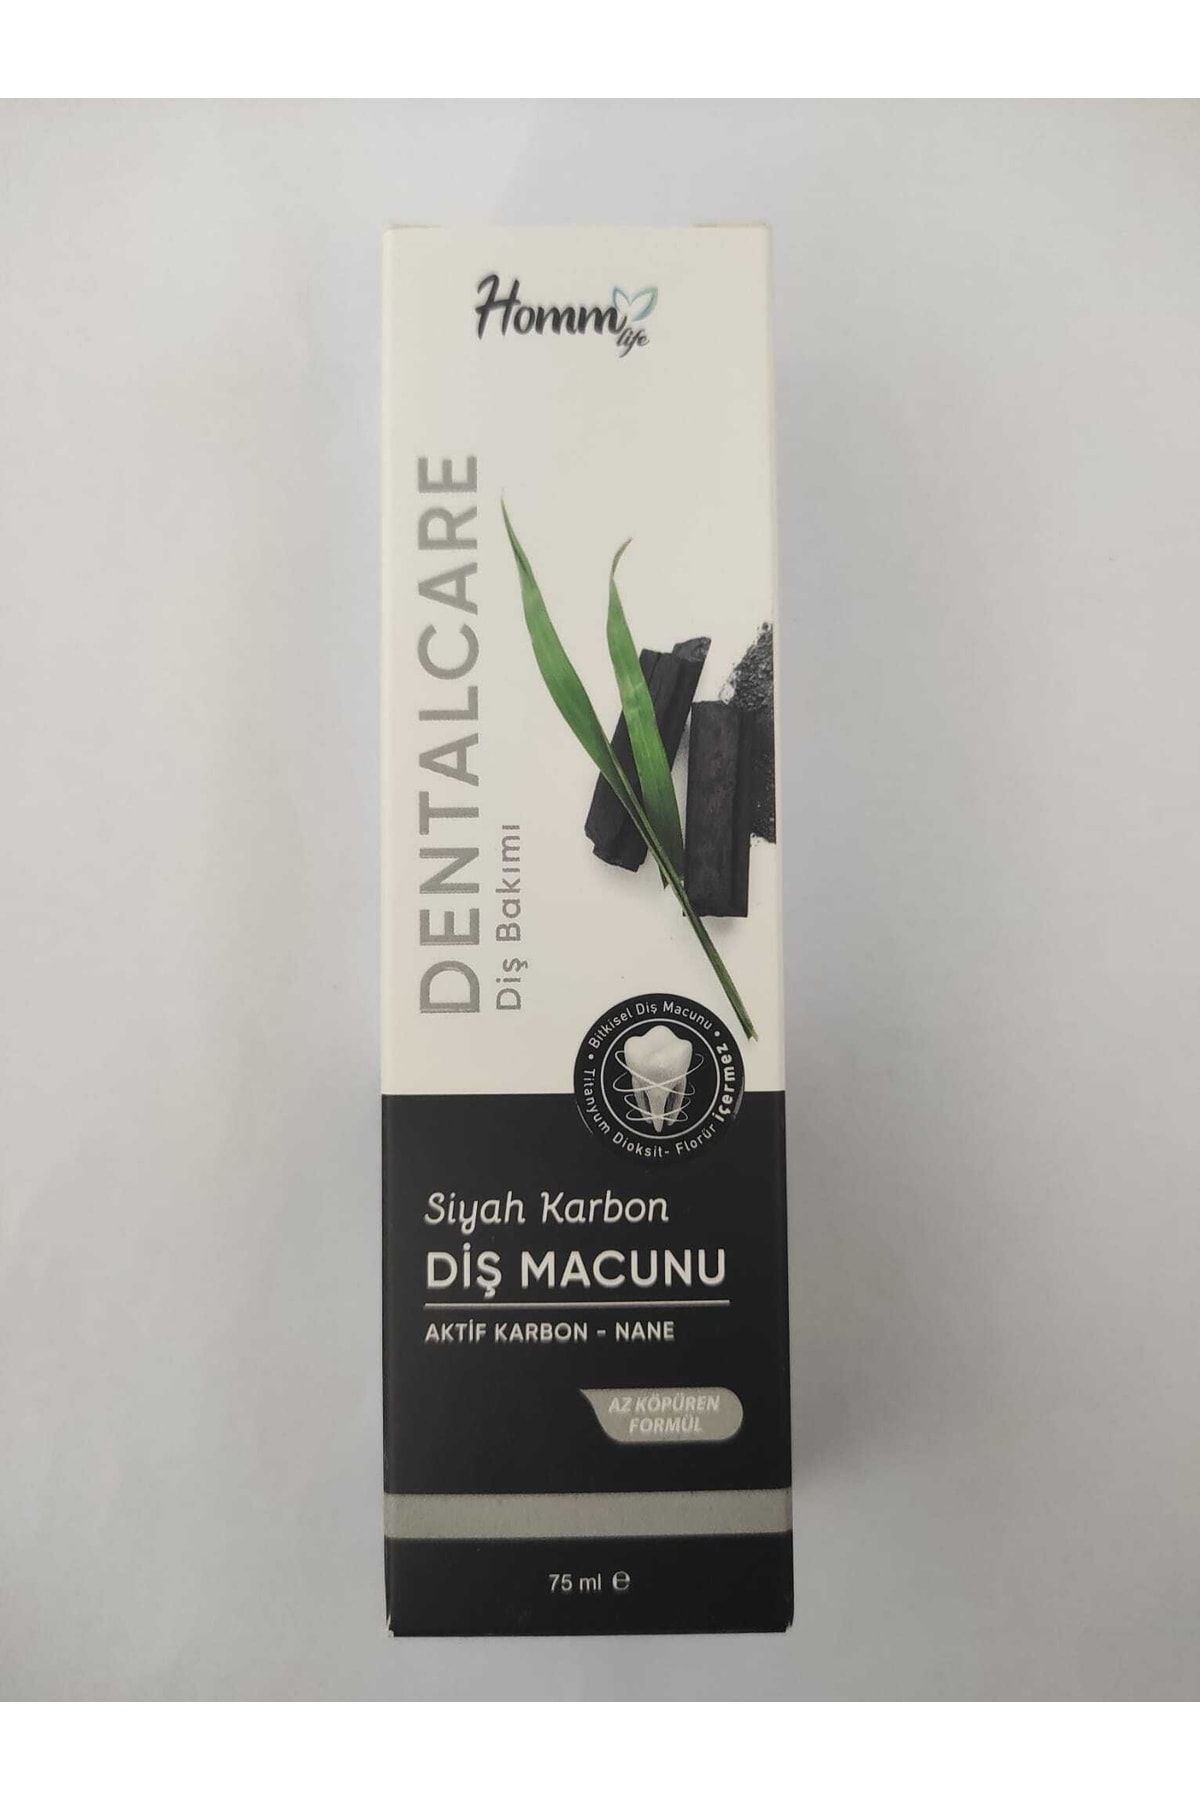 Homm life
DENTALCARE
Diş Bakımı
• Bitkisel Diş Macunu •
Titanyum Dioksit- Florür içermez
Siyah Karbon
DİŞ MACUNU
AKTİF KARBON - NANE
AZ KÖPÜREN
FORMÜL
75 ml ℮